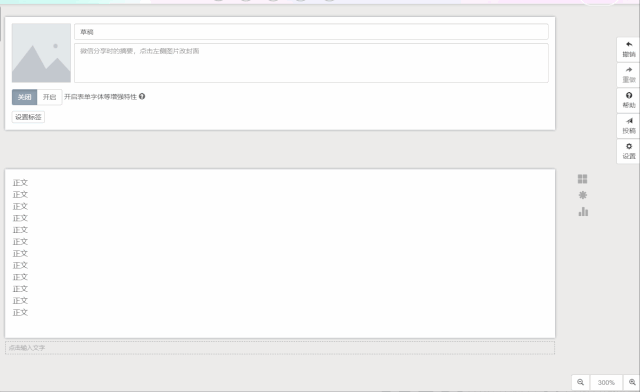 草稿
微信分享时的摘要，点击左侧图片改封面
关闭 开启 开启表单字体等增强特性
设置标签
撤销
重做
帮助
投稿
设置
正文
正文
正文
正文
正文
正文
正文
正文
正文
正文
正文
正文
点击输入文字
300%